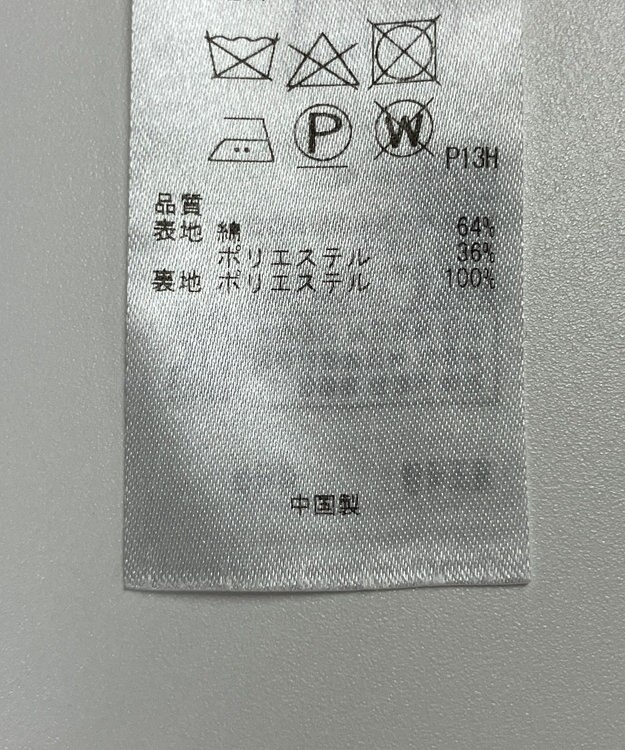 P
W
P13H
品質
表地 綿 64%
ポリエステル 36%
裏地 ポリエステル 100%
中国製